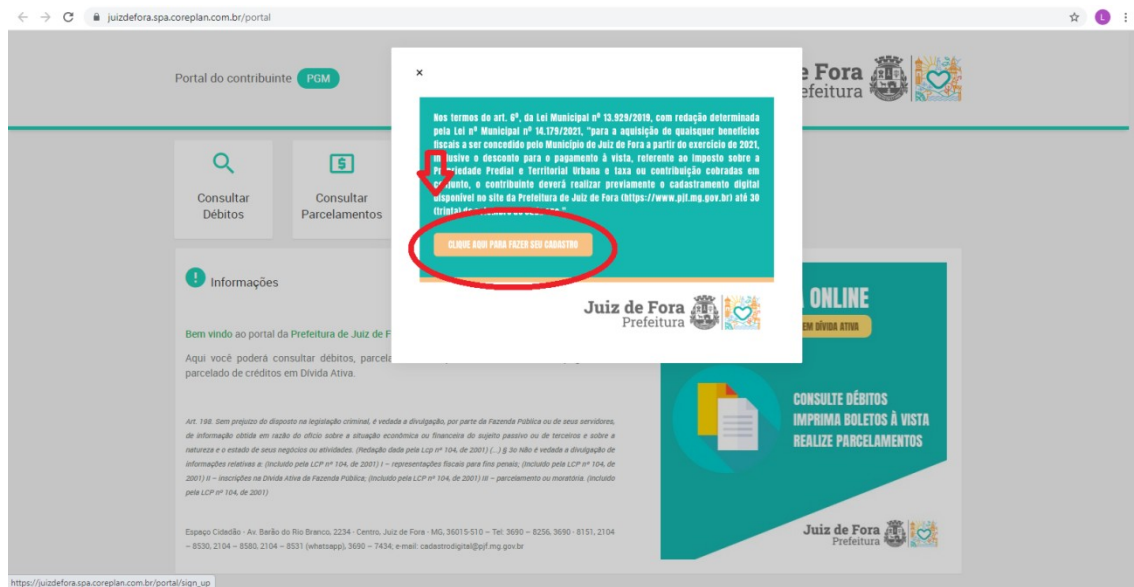 juizdefora.spa.coreplan.com.br/portal
L
Portal do contribuinte PGM
e Fora
efeitura
Consultar
Débitos
Consultar
Parcelamentos
×
Nos termos do art. 6º, da Lei Municipal nº 13.929/2019, com redação determinada
pela Lei nº Municipal nº 14.179/2021, "para a aquisição de quaisquer benefícios
fiscais a ser concedido pelo Município de Juiz de Fora a partir do exercício de 2021,
inclusive o desconto para o pagamento à vista, referente ao Imposto sobre a
Propriedade Predial e Territorial Urbana e taxa ou contribuição cobradas em
conjunto, o contribuinte deverá realizar previamente o cadastramento digital
disponível no site da Prefeitura de Juiz de Fora (https://www.pjf.mg.gov.br) até 30
(trinta) de
CLIQUE AQUI PARA FAZER SEU CADASTRO
Juiz de Fora
Prefeitura
Informações
Bem vindo ao portal da Prefeitura de Juiz de F
Aqui você poderá consultar débitos, parcela
parcelado de créditos em Dívida Ativa.
Art. 198. Sem prejuízo do disposto na legislação criminal, é vedada a divulgação, por parte da Fazenda Pública ou de seus servidores,
de informação obtida em razão do ofício sobre a situação econômica ou financeira do sujeito passivo ou de terceiros e sobre a
natureza e o estado de seus negócios ou atividades. (Redação dada pela Lcp nº 104, de 2001) (...) § 3o Não é vedada a divulgação de
informações relativas a: (Incluído pela LCP nº 104, de 2001) I – representações fiscais para fins penais; (Incluído pela LCP nº 104, de
2001) II – inscrições na Dívida Ativa da Fazenda Pública; (Incluído pela LCP nº 104, de 2001) III – parcelamento ou moratória. (Incluído
pela LCP nº 104, de 2001)
Espaço Cidadão - Av. Barão do Rio Branco, 2234 - Centro, Juiz de Fora - MG, 36015-510 – Tel: 3690 – 8256, 3690 - 8151, 2104
– 8530, 2104 – 8580, 2104 – 8531 (whatsapp), 3690 – 7434; e-mail: cadastrodigital@pjf.mg.gov.br
ONLINE
EM DÍVIDA ATIVA
CONSULTE DÉBITOS
IMPRIMA BOLETOS À VISTA
REALIZE PARCELAMENTOS
Juiz de Fora
Prefeitura
https://juizdefora.spa.coreplan.com.br/portal/sign_up